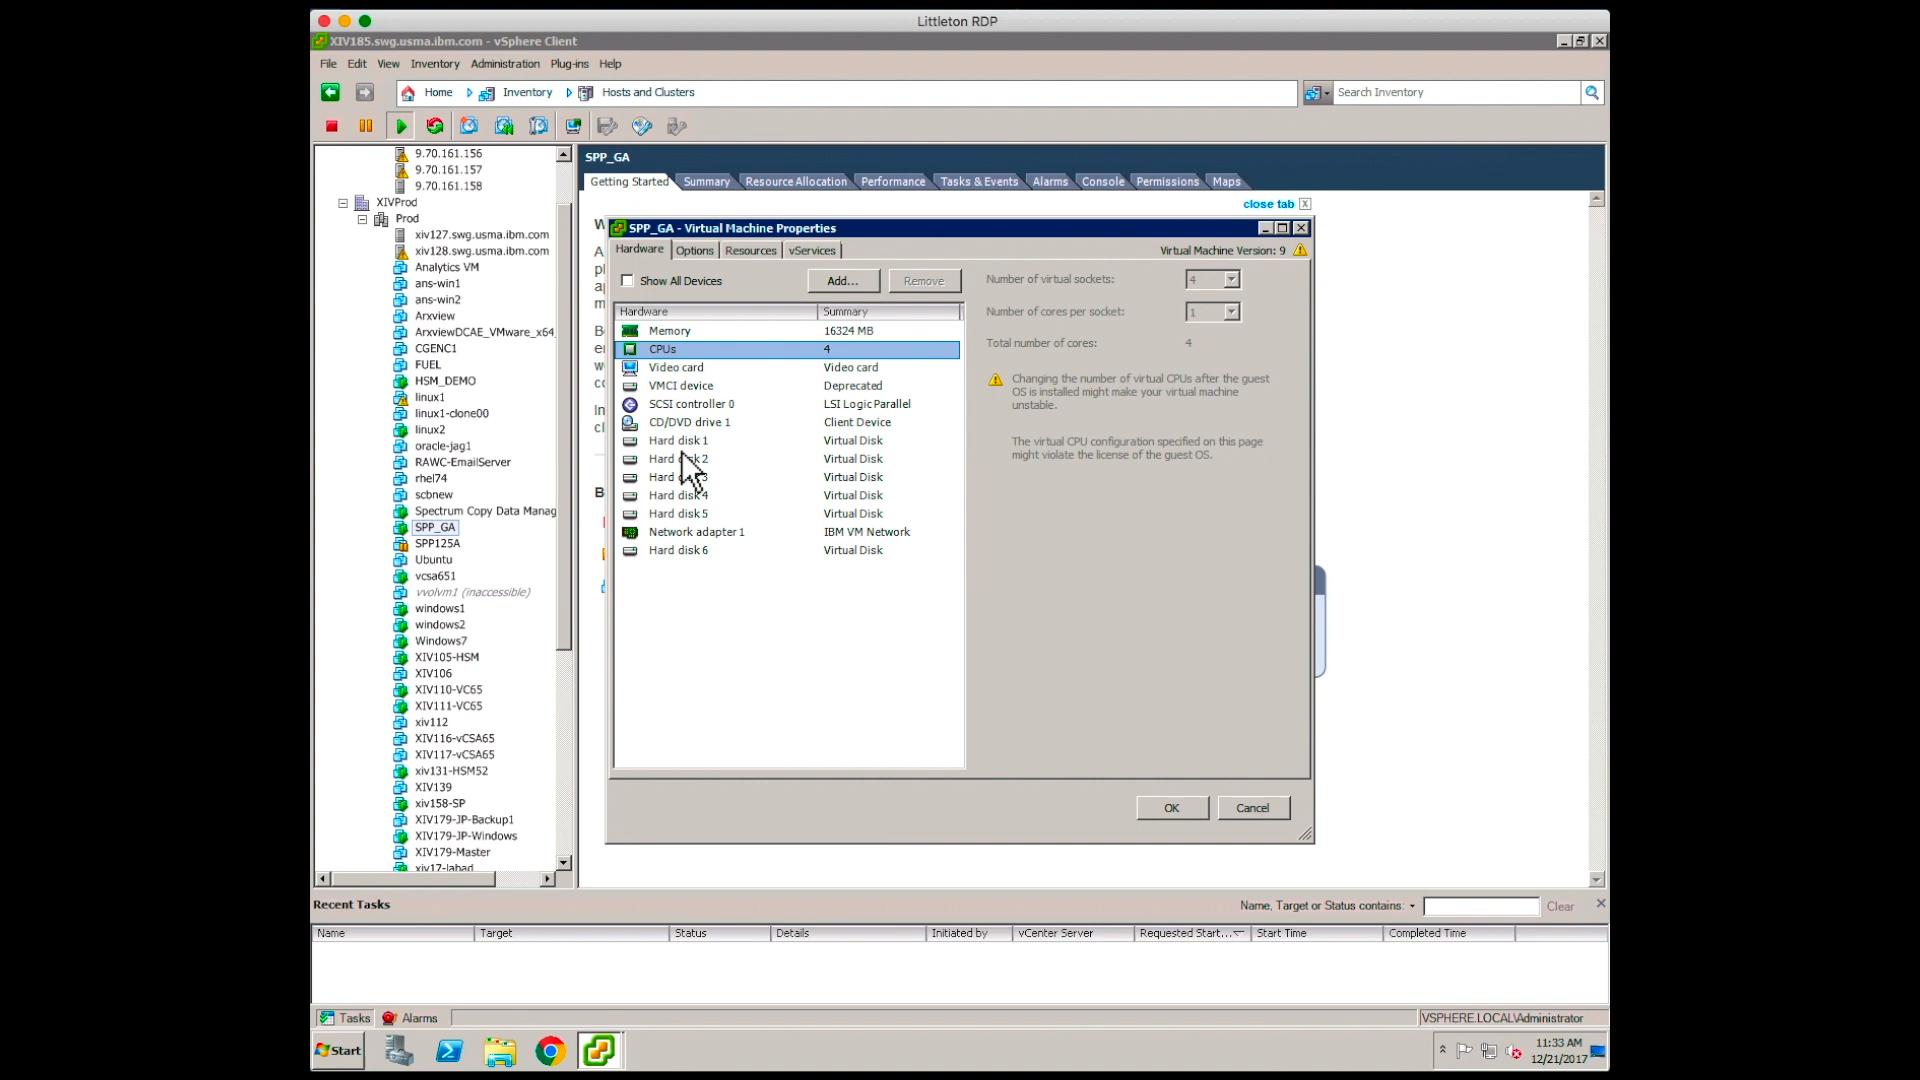 Littleton RDP
XIV185.swg.usma.ibm.com - vSphere Client
File Edit View Inventory Administration Plug-ins Help
Home Inventory Hosts and Clusters
Search Inventory
9.70.161.156
9.70.161.157
9.70.161.158
XIVProd
Prod
xiv127.swg.usma.ibm.com
xiv128.swg.usma.ibm.com
Analytics VM
ans-win1
ans-win2
Arxview
ArxviewDCAE_VMware_x64_
CGENC1
FUEL
HSM_DEMO
linux1
linux1-clone00
linux2
oracle-jag1
RAWC-EmailServer
rhel74
scbnew
Spectrum Copy Data Manag
SPP_GA
SPP125A
Ubuntu
vcsa651
vvolvm1 (inaccessible)
windows1
windows2
Windows7
XIV105-HSM
XIV106
XIV110-VC65
XIV111-VC65
xiv112
XIV116-vCSA65
XIV117-vCSA65
xiv131-HSM52
XIV139
xiv158-SP
XIV179-JP-Backup1
XIV179-JP-Windows
XIV179-Master
xiv17-labad
SPP_GA
Getting Started Summary Resource Allocation Performance Tasks & Events Alarms Console Permissions Maps
close tab X
SPP_GA - Virtual Machine Properties
Hardware Options Resources vServices
Virtual Machine Version: 9
Show All Devices
Add...
Remove
Hardware Summary
Memory 16324 MB
CPUs 4
Video card Video card
VMCI device Deprecated
SCSI controller 0 LSI Logic Parallel
CD/DVD drive 1 Client Device
Hard disk 1 Virtual Disk
Hard disk 2 Virtual Disk
Hard disk 3 Virtual Disk
Hard disk 4 Virtual Disk
Hard disk 5 Virtual Disk
Network adapter 1 IBM VM Network
Hard disk 6 Virtual Disk
Number of virtual sockets: 4
Number of cores per socket: 1
Total number of cores: 4
Changing the number of virtual CPUs after the guest
OS is installed might make your virtual machine
unstable.
The virtual CPU configuration specified on this page
might violate the license of the guest OS.
OK
Cancel
Recent Tasks
Name, Target or Status contains:
Clear
Name Target Status Details Initiated by vCenter Server Requested Start... Start Time Completed Time
Tasks Alarms
VSPHERE.LOCAL\Administrator
Start
11:33 AM
12/21/2017